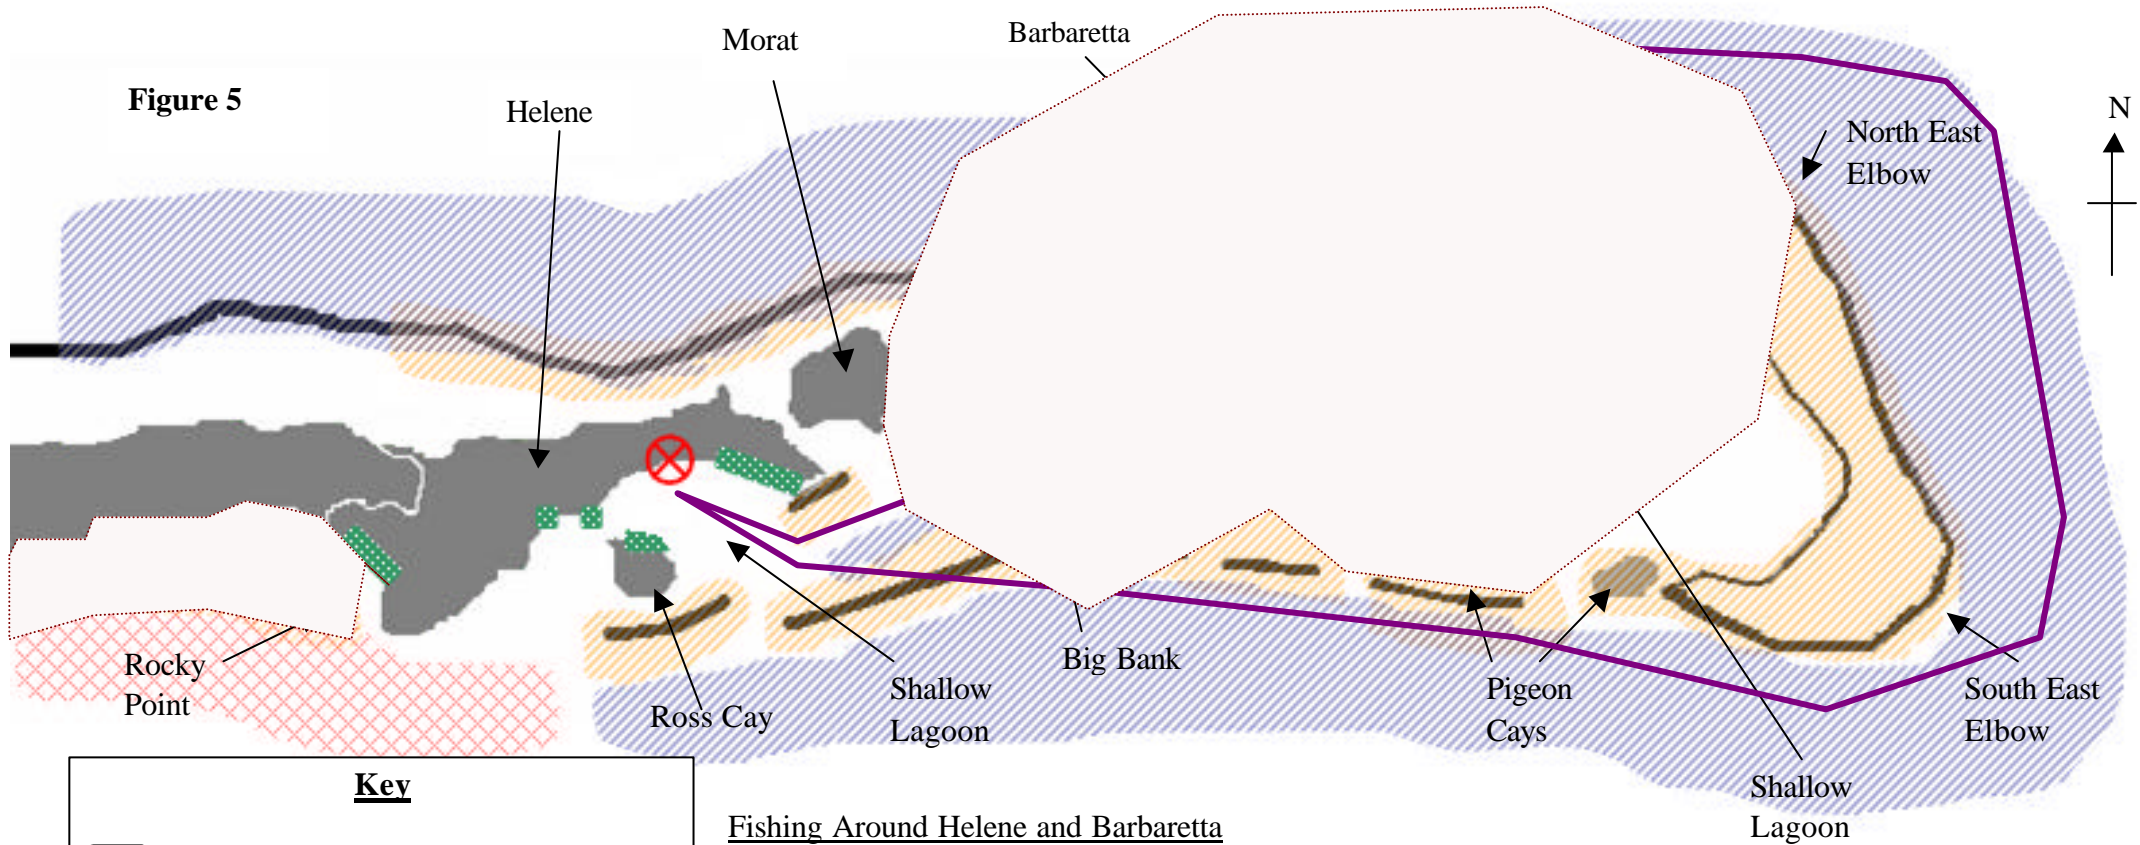 Figure 5
Morat
Barbaretta
Helene
N
North East
Elbow
Rocky
Point
Ross Cay
Shallow
Lagoon
Big Bank
Pigeon
Cays
South East
Elbow
Shallow
Lagoon
Key
Fishing Around Helene and Barbaretta